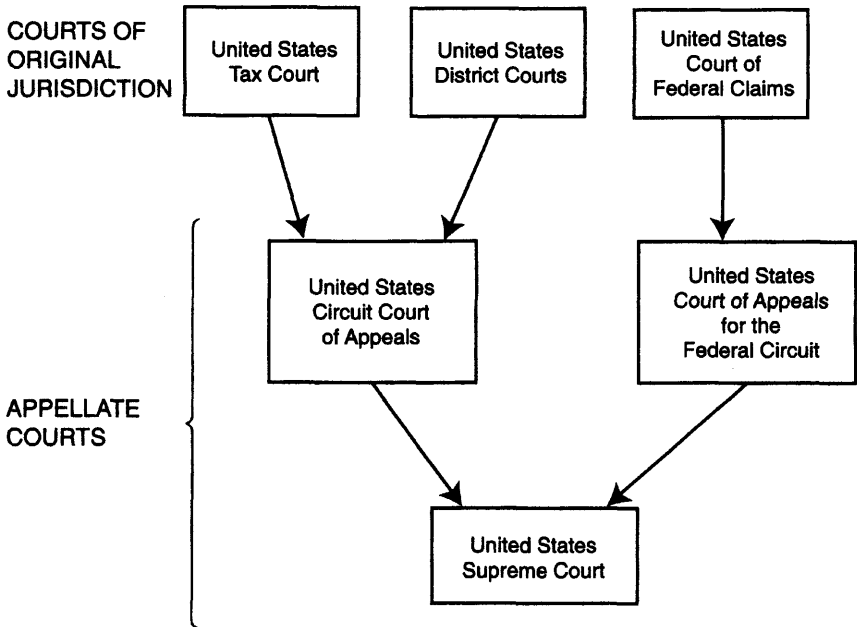 COURTS OF
ORIGINAL
JURISDICTION
United States
Tax Court
United States
District Courts
United States
Court of
Federal Claims
United States
Circuit Court
of Appeals
United States
Court of Appeals
for the
Federal Circuit
APPELLATE
COURTS
United States
Supreme Court